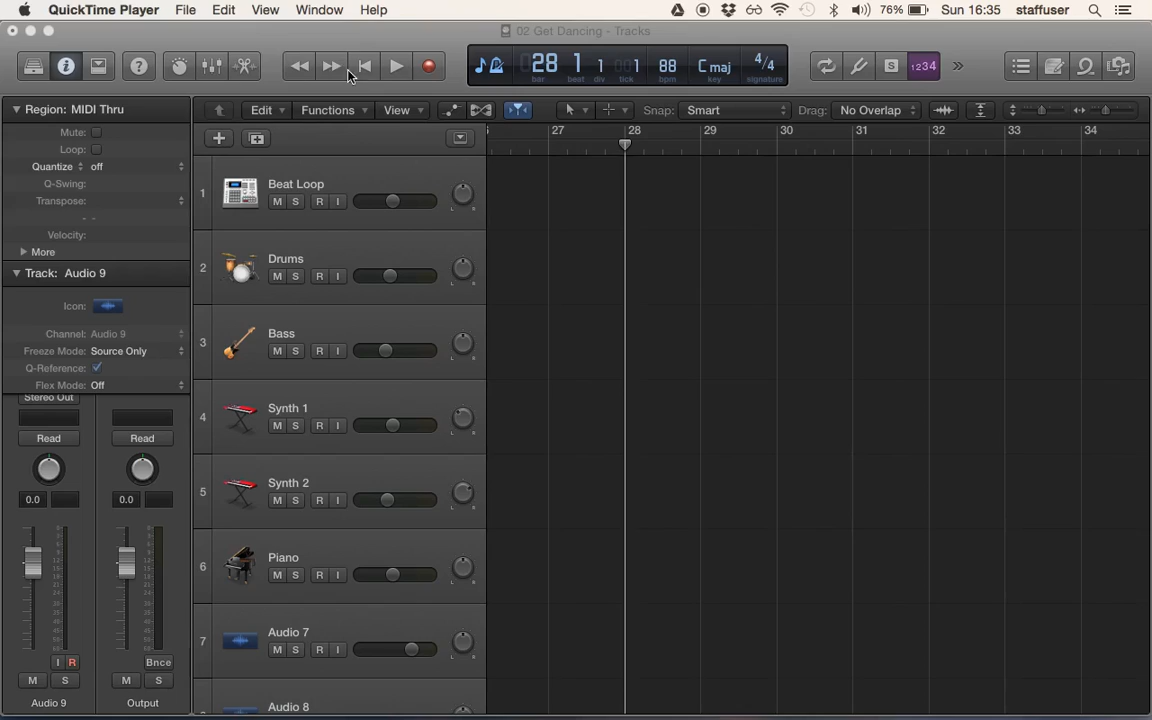 QuickTime Player File Edit View Window Help 76% Sun 16:35 staffuser
02 Get Dancing - Tracks
28 1 1 1 88 C maj 4/4
bar beat div tick bpm key signature
S 1234
Region: MIDI Thru
Edit Functions View Snap: Smart Drag: No Overlap
Mute:
Loop:
Quantize off
Q-Swing:
Transpose:
- -
Velocity:
More
Track: Audio 9
Icon:
Channel: Audio 9
Freeze Mode: Source Only
Q-Reference:
Flex Mode: Off
Stereo Out
Read Read
0.0 0.0
I R Bnce
M S M S
Audio 9 Output
27 28 29 30 31 32 33 34
1 Beat Loop
M S R I
2 Drums
M S R I
3 Bass
M S R I
4 Synth 1
M S R I
5 Synth 2
M S R I
6 Piano
M S R I
7 Audio 7
M S R I
Audio 8